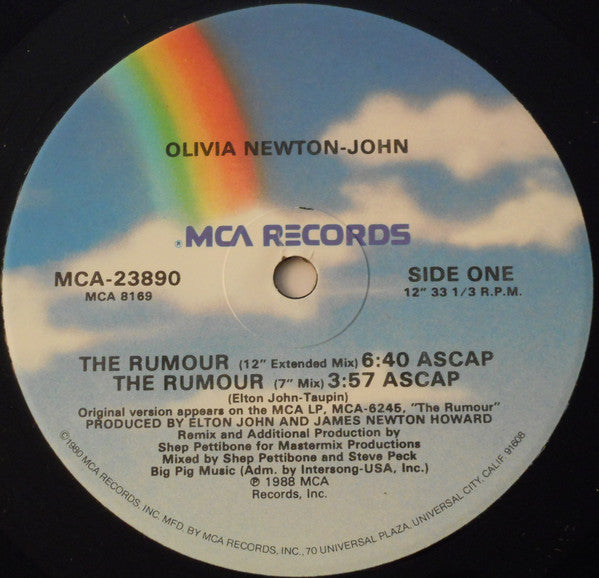 OLIVIA NEWTON-JOHN
®MCA RECORDS
MCA-23890
MCA 8169
SIDE ONE
12" 33 1/3 R.P.M.
THE RUMOUR (12" Extended Mix) 6:40 ASCAP
THE RUMOUR (7" Mix) 3:57 ASCAP
(Elton John-Taupin)
Original version appears on the MCA LP, MCA-6245, "The Rumour"
PRODUCED BY ELTON JOHN AND JAMES NEWTON HOWARD
Remix and Additional Production by
Shep Pettibone for Mastermix Productions
Mixed by Shep Pettibone and Steve Peck
Big Pig Music (Adm. by Intersong-USA, Inc.)
℗ 1988 MCA
Records, Inc.
©1980 MCA RECORDS, INC. MFD. BY MCA RECORDS, INC., 70 UNIVERSAL PLAZA, UNIVERSAL CITY, CALIF. 91608